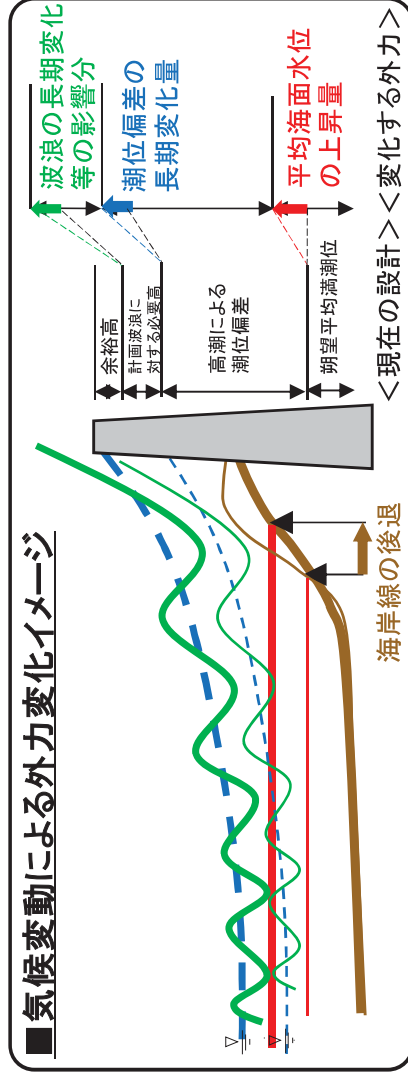 ■気候変動による外力変化イメージ
余裕高
計画波浪に
対する必要高
高潮による
潮位偏差
朔望平均満潮位
<現在の設計>
波浪の長期変化
等の影響分
潮位偏差の
長期変化量
平均海面水位
の上昇量
<変化する外力>
海岸線の後退